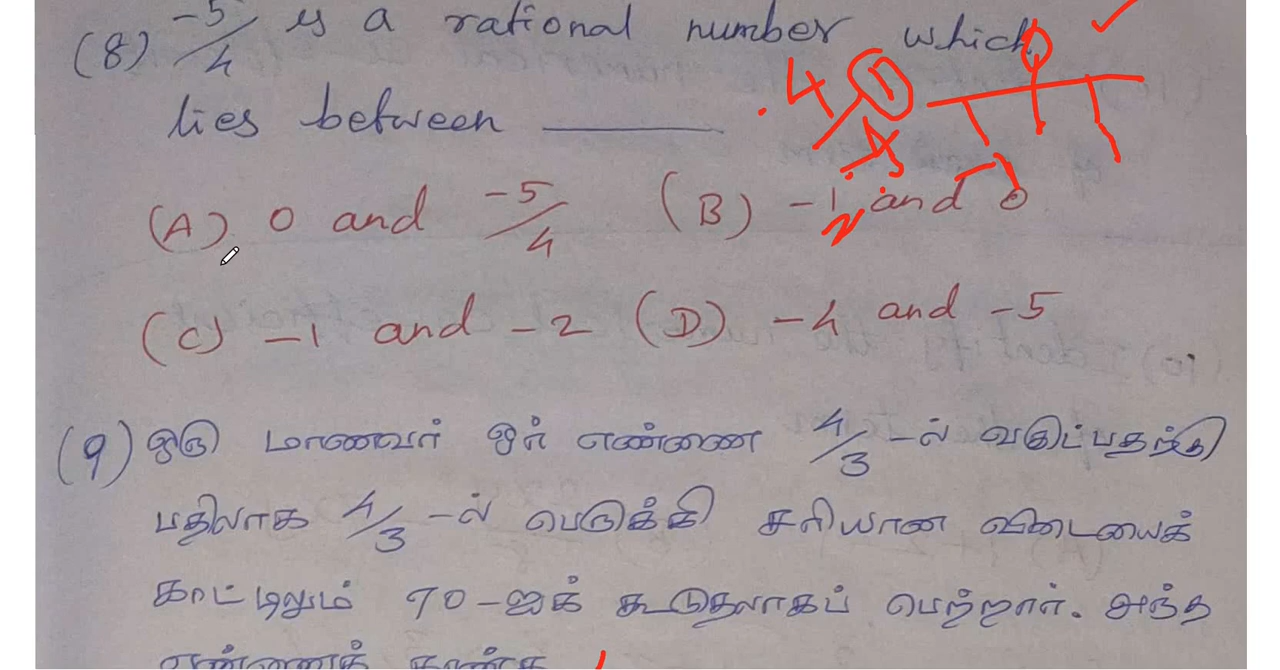 (8) -5/4 is a rational number which
lies between ______
(A) 0 and -5/4 (B) -1 and 0
(C) -1 and -2 (D) -4 and -5
(9) ஒரு மாணவர் ஓர் எண்ணை 4/3 -ல் வகுப்பதற்கு
பதிலாக 4/3 -ல் பெருக்கி சரியான விடையைக்
காட்டிலும் 70-ஐக் கூடுதலாகப் பெற்றார். அந்த
எண்ணைக் காண்க